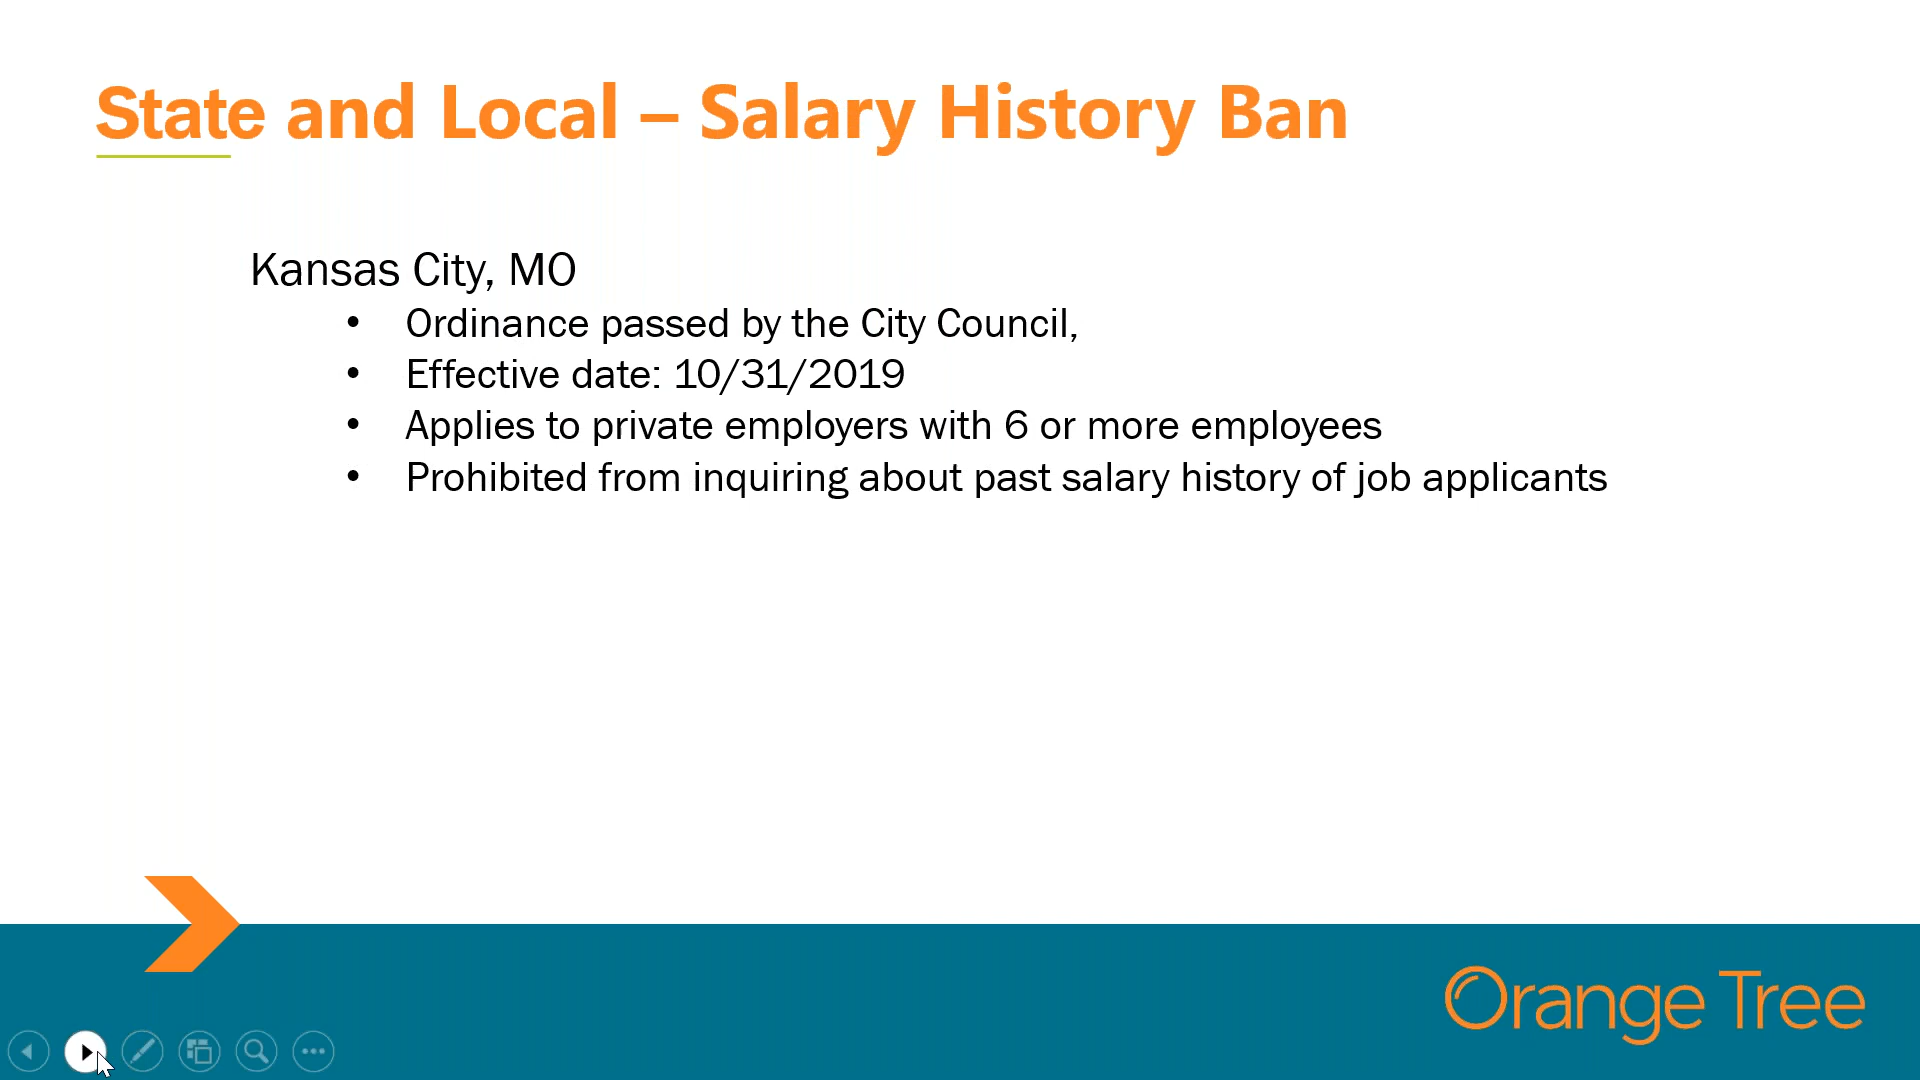 State and Local – Salary History Ban
Kansas City, MO
• Ordinance passed by the City Council,
• Effective date: 10/31/2019
• Applies to private employers with 6 or more employees
• Prohibited from inquiring about past salary history of job applicants
Orange Tree